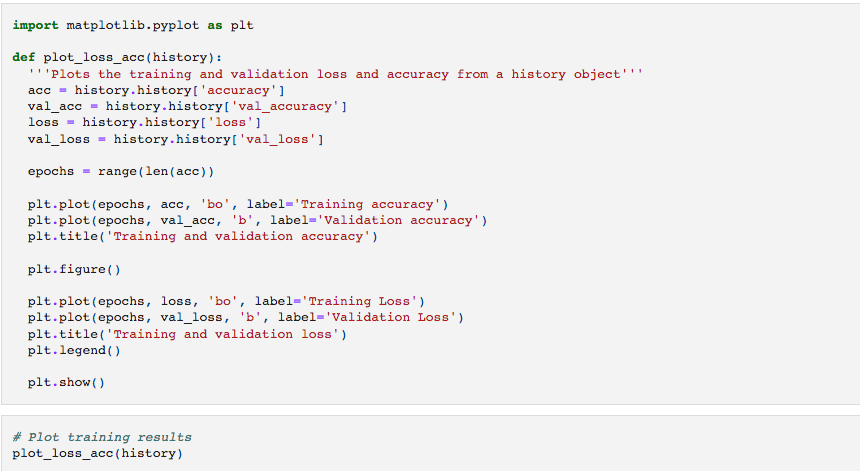 import matplotlib.pyplot as plt
def plot_loss_acc(history):
'''Plots the training and validation loss and accuracy from a history object'''
acc = history.history['accuracy']
val_acc = history.history['val_accuracy']
loss = history.history['loss']
val_loss = history.history['val_loss']
epochs = range(len(acc))
plt.plot(epochs, acc, 'bo', label='Training accuracy')
plt.plot(epochs, val_acc, 'b', label='Validation accuracy')
plt.title('Training and validation accuracy')
plt.figure()
plt.plot(epochs, loss, 'bo', label='Training Loss')
plt.plot(epochs, val_loss, 'b', label='Validation Loss')
plt.title('Training and validation loss')
plt.legend()
plt.show()
# Plot training results
plot_loss_acc(history)